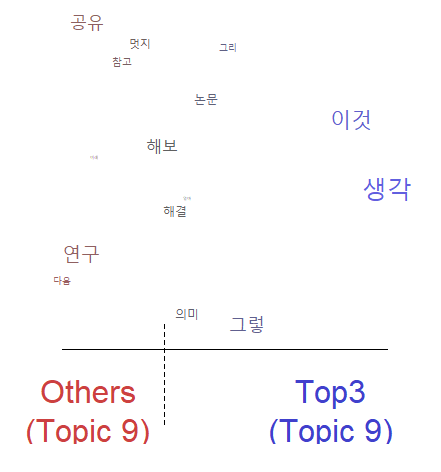 공유
멋지
그리
참고
논문
이것
해보
생각
해결
연구
다음
의미
그렇
Others
(Topic 9)
Top3
(Topic 9)